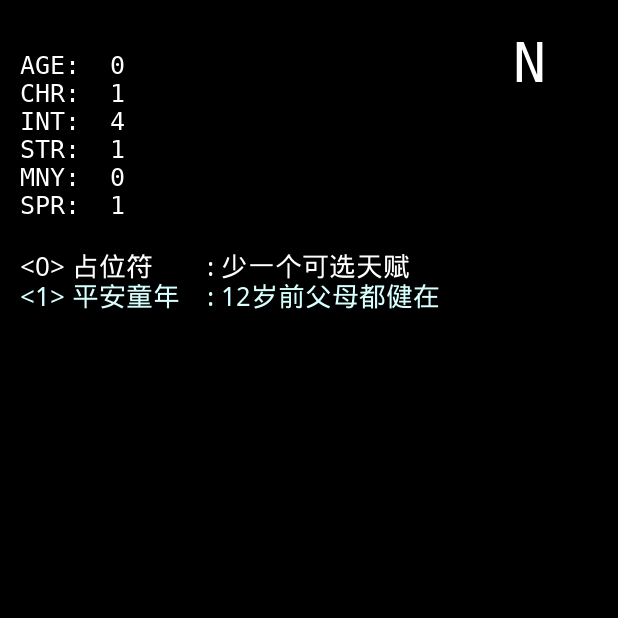 N
AGE: 0
CHR: 1
INT: 4
STR: 1
MNY: 0
SPR: 1
<0> 占位符 : 少一个可选天赋
<1> 平安童年 : 12岁前父母都健在